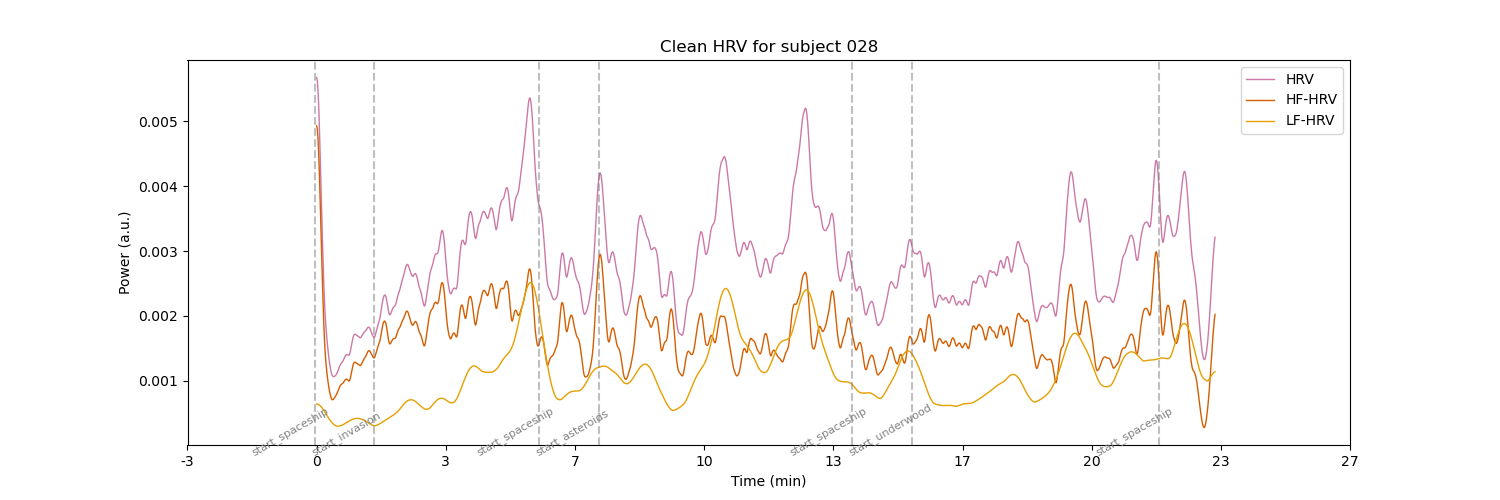 Clean HRV for subject 028
HRV
HF-HRV
LF-HRV
0.005
0.004
0.003
0.002
0.001
Power (a.u.)
start_spaceship
start_invasion
start_spaceship
start_asteroids
start_spaceship
start_underwood
start_spaceship
-3 0 3 7 10 13 17 20 23 27
Time (min)